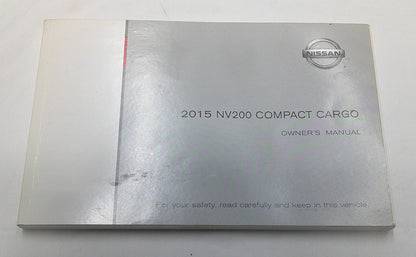 NISSAN
2015 NV200 COMPACT CARGO
OWNER'S MANUAL
For your safety, read carefully and keep in this vehicle.